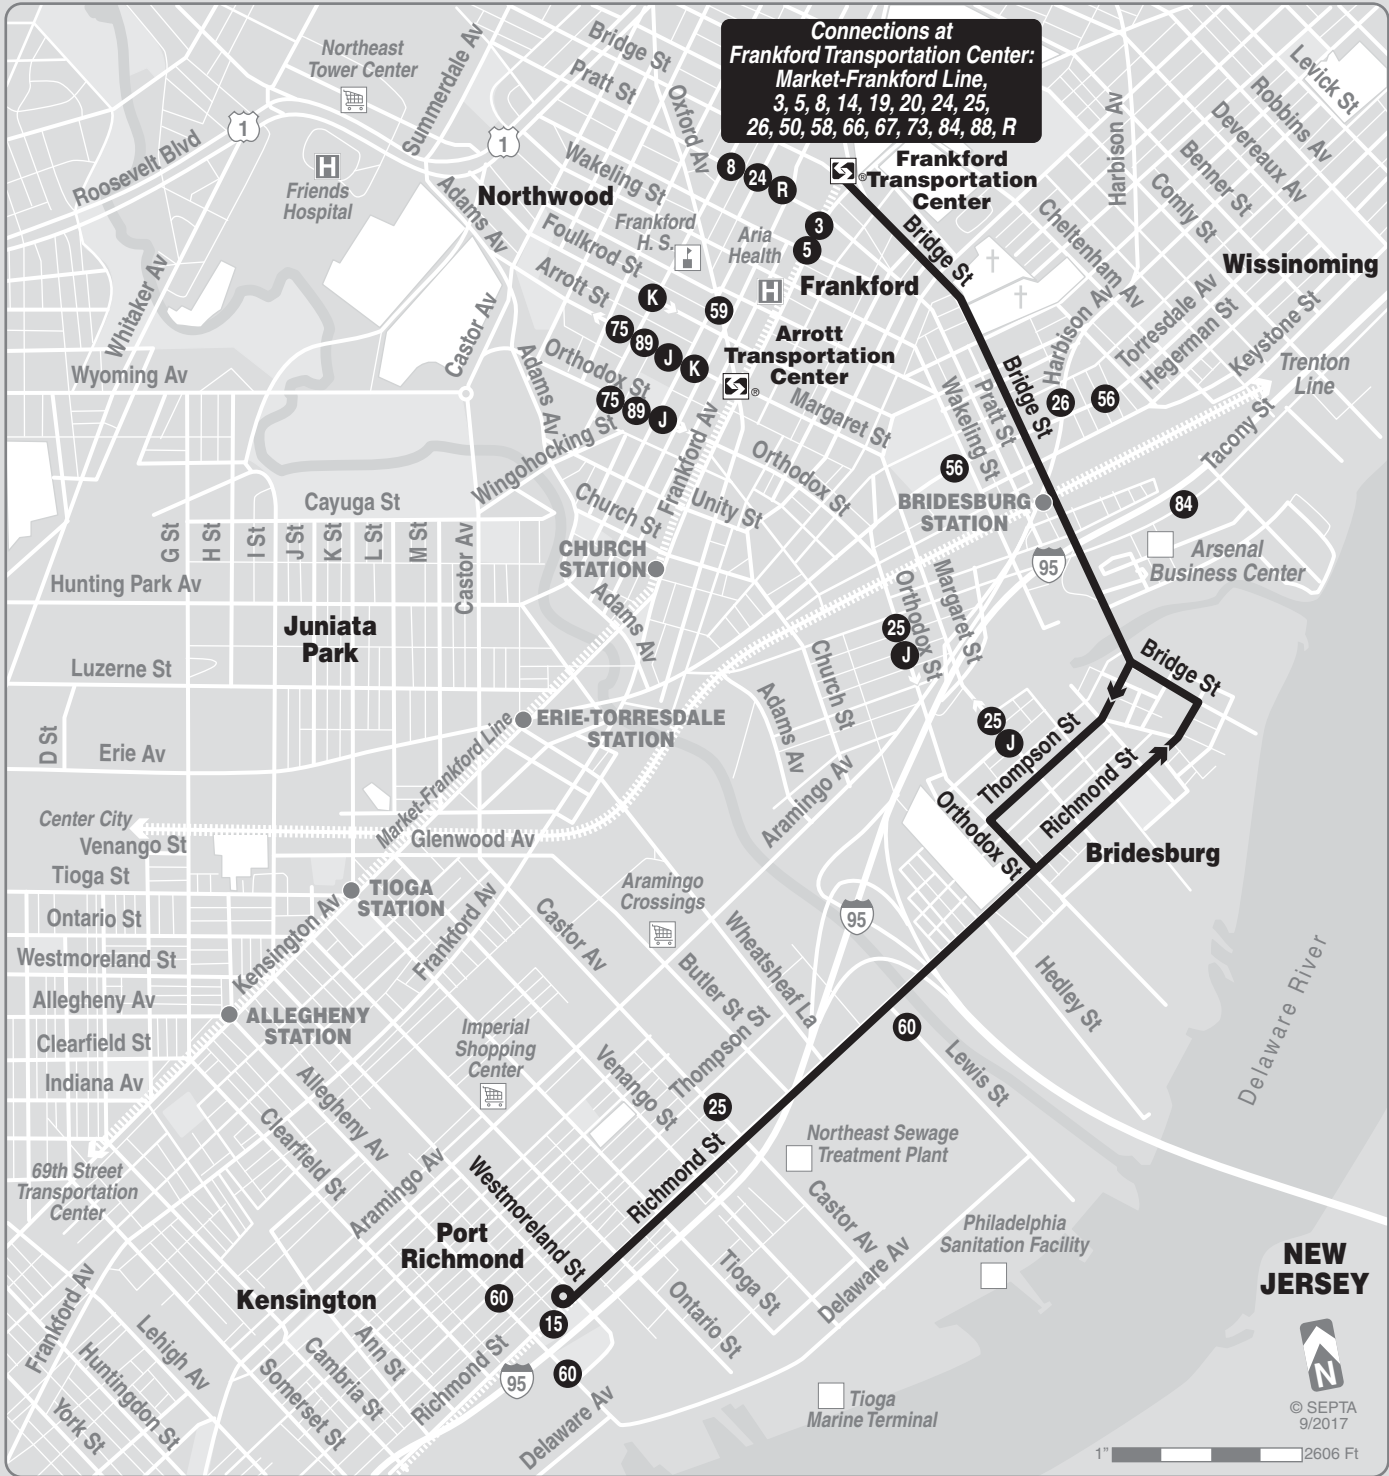 Connections at
Frankford Transportation Center:
Market-Frankford Line,
3, 5, 8, 14, 19, 20, 24, 25,
26, 50, 58, 66, 67, 73, 84, 88, R
Northeast
Tower Center
Summerdale Av
Bridge St
Pratt St
Oxford Av
Levick St
Robbins Av
Devereaux Av
Benner St
Comly St
Harbison Av
1
1
Roosevelt Blvd
H
Friends
Hospital
Adams Av
Wakeling St
Northwood
8
24
R
®
Frankford
Transportation
Center
Foulkrod St
Frankford
H. S.
Aria
Health
3
5
Bridge St
Cheltenham Av
Wissinoming
Arrott St
H
Frankford
Whitaker Av
Castor Av
K
59
Harbison Av
Torresdale Av
Hegerman St
Keystone St
75
89
J
K
Arrott
Transportation
Center
®
Trenton
Line
Wyoming Av
Adams Av
Orthodox St
75
89
J
Margaret St
Wakeling St
Pratt St
Bridge St
26
56
Tacony St
Wingohocking St
Frankford Av
Orthodox St
56
Cayuga St
Church St
Unity St
BRIDESBURG
STATION
84
G St
H St
I St
J St
K St
L St
M St
Castor Av
CHURCH
STATION
95
Arsenal
Business Center
Hunting Park Av
Adams Av
Orthodox St
Margaret St
Juniata
Park
25
J
Church St
Bridge St
Luzerne St
Adams Av
ERIE-TORRESDALE
STATION
25
J
Thompson St
D St
Erie Av
Market-Frankford Line
Aramingo Av
Richmond St
Center City
Venango St
Glenwood Av
Orthodox St
Bridesburg
Tioga St
TIOGA
STATION
Aramingo
Crossings
Ontario St
Kensington Av
Frankford Av
Castor Av
Wheatsheaf La
95
Westmoreland St
Butler St
Hedley St
Delaware River
Allegheny Av
ALLEGHENY
STATION
Imperial
Shopping
Center
Thompson St
60
Clearfield St
Venango St
Lewis St
Indiana Av
Allegheny Av
25
Clearfield St
Northeast Sewage
Treatment Plant
69th Street
Transportation
Center
Aramingo Av
Westmoreland St
Richmond St
Castor Av
Philadelphia
Sanitation Facility
Port
Richmond
Tioga St
Delaware Av
NEW
JERSEY
Kensington
60
15
Ontario St
Frankford Av
Lehigh Av
Ann St
Cambria St
Richmond St
60
N
Huntingdon St
Somerset St
95
Tioga
Marine Terminal
© SEPTA
9/2017
York St
Delaware Av
1"
2606 Ft